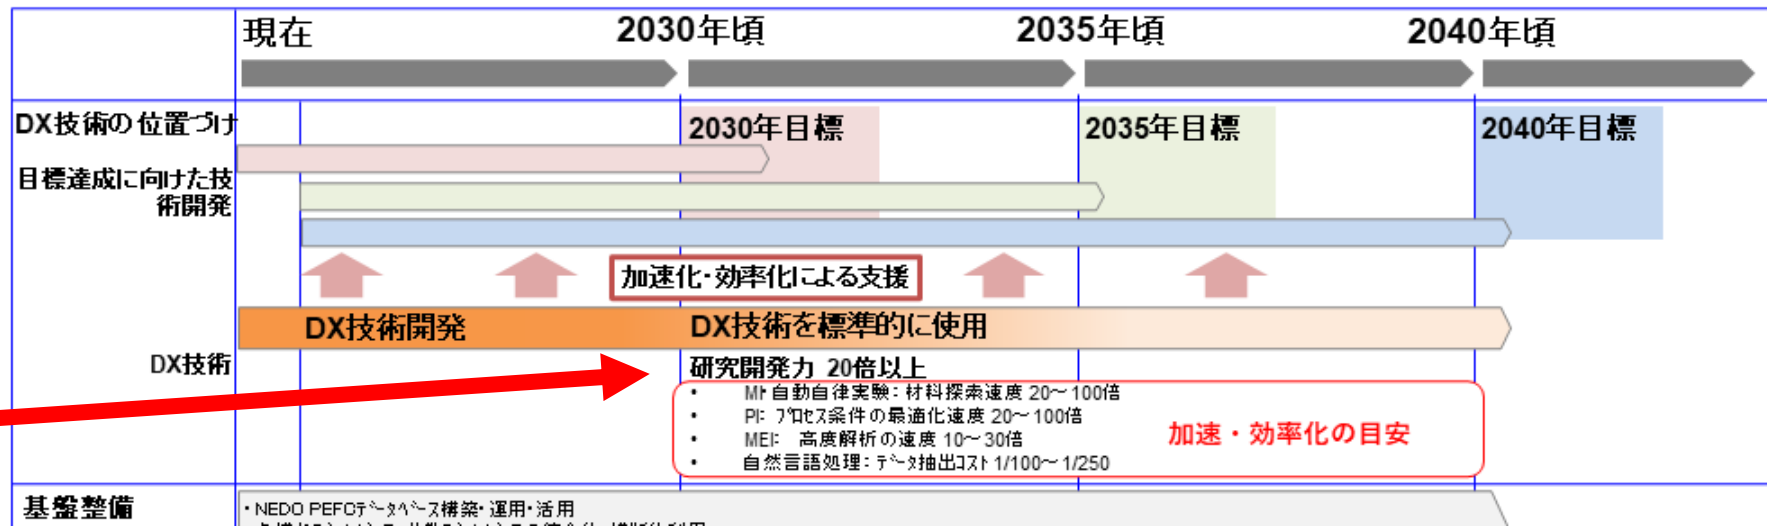 現在 2030年頃 2035年頃 2040年頃
DX技術の位置づけ
2030年目標 2035年目標 2040年目標
目標達成に向けた技
術開発
加速化・効率化による支援
DX技術開発 DX技術を標準的に使用
DX技術
研究開発力 20倍以上
・ 自動自律実験：材料探索速度 20～100倍
・ PI： プロセス条件の最適化速度 20～100倍
・ MEI： 高度解析の速度 10～30倍
・ 自然言語処理：データ抽出コスト 1/100～1/250
加速・効率化の目安
基盤整備
・NEDO PEFCデータベース構築・運用・活用